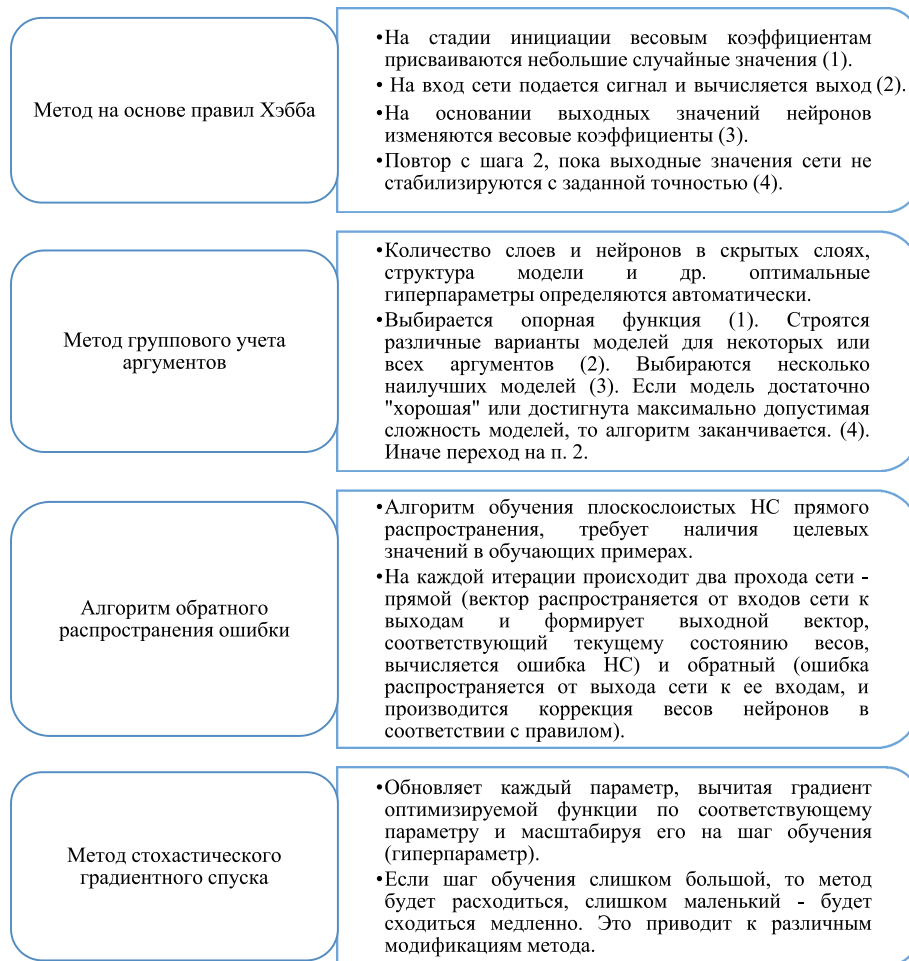 Метод на основе правил Хэбба
•На стадии инициации весовым коэффициентам
присваиваются небольшие случайные значения (1).
• На вход сети подается сигнал и вычисляется выход (2).
•На основании выходных значений нейронов
изменяются весовые коэффициенты (3).
•Повтор с шага 2, пока выходные значения сети не
стабилизируются с заданной точностью (4).
Метод группового учета
аргументов
•Количество слоев и нейронов в скрытых слоях,
структура модели и др. оптимальные
гиперпараметры определяются автоматически.
•Выбирается опорная функция (1). Строятся
различные варианты моделей для некоторых или
всех аргументов (2). Выбираются несколько
наилучших моделей (3). Если модель достаточно
"хорошая" или достигнута максимально допустимая
сложность моделей, то алгоритм заканчивается. (4).
Иначе переход на п. 2.
Алгоритм обратного
распространения ошибки
•Алгоритм обучения плоскослоистых НС прямого
распространения, требует наличия целевых
значений в обучающих примерах.
•На каждой итерации происходит два прохода сети -
прямой (вектор распространяется от входов сети к
выходам и формирует выходной вектор,
соответствующий текущему состоянию весов,
вычисляется ошибка НС) и обратный (ошибка
распространяется от выхода сети к ее входам, и
производится коррекция весов нейронов в
соответствии с правилом).
Метод стохастического
градиентного спуска
•Обновляет каждый параметр, вычитая градиент
оптимизируемой функции по соответствующему
параметру и масштабируя его на шаг обучения
(гиперпараметр).
•Если шаг обучения слишком большой, то метод
будет расходиться, слишком маленький - будет
сходиться медленно. Это приводит к различным
модификациям метода.